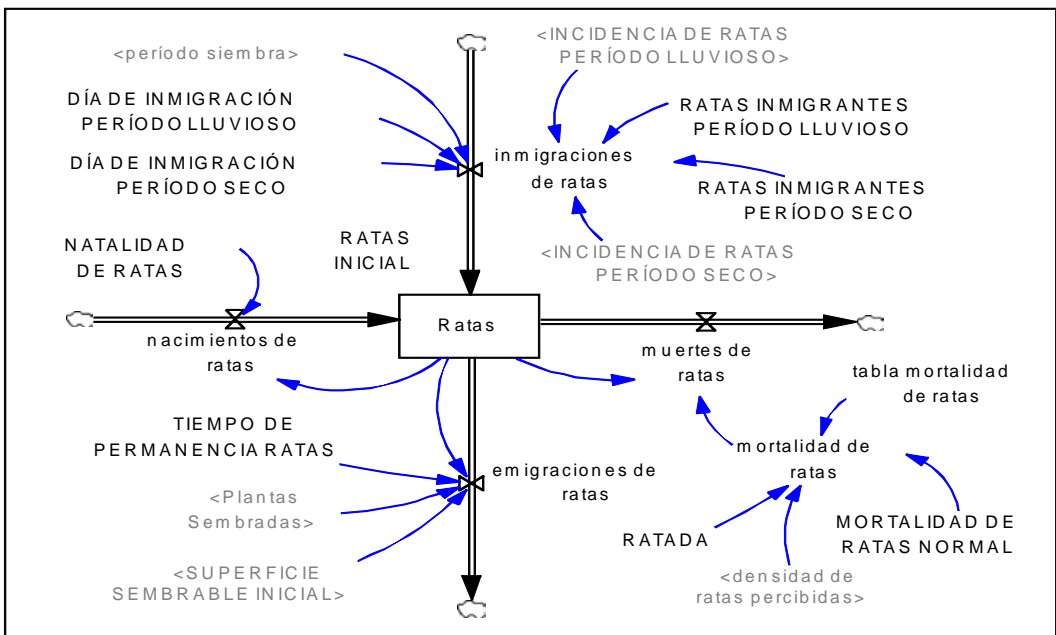 <período siembra>
DÍA DE INMIGRACIÓN
PERÍODO LLUVIOSO
DÍA DE INMIGRACIÓN
PERÍODO SECO
<INCIDENCIA DE RATAS
PERÍODO LLUVIOSO>
RATAS INMIGRANTES
PERÍODO LLUVIOSO
inmigraciones
de ratas
RATAS INMIGRANTES
PERÍODO SECO
<INCIDENCIA DE RATAS
PERÍODO SECO>
NATALIDAD
DE RATAS
RATAS
INICIAL
Ratas
nacimientos de
ratas
muertes de
ratas
tabla mortalidad
de ratas
TIEMPO DE
PERMANENCIA RATAS
emigraciones de
ratas
mortalidad de
ratas
<Plantas
Sembradas>
RATADA
MORTALIDAD DE
RATAS NORMAL
<SUPERFICIE
SEMBRABLE INICIAL>
<densidad de
ratas percibidas>